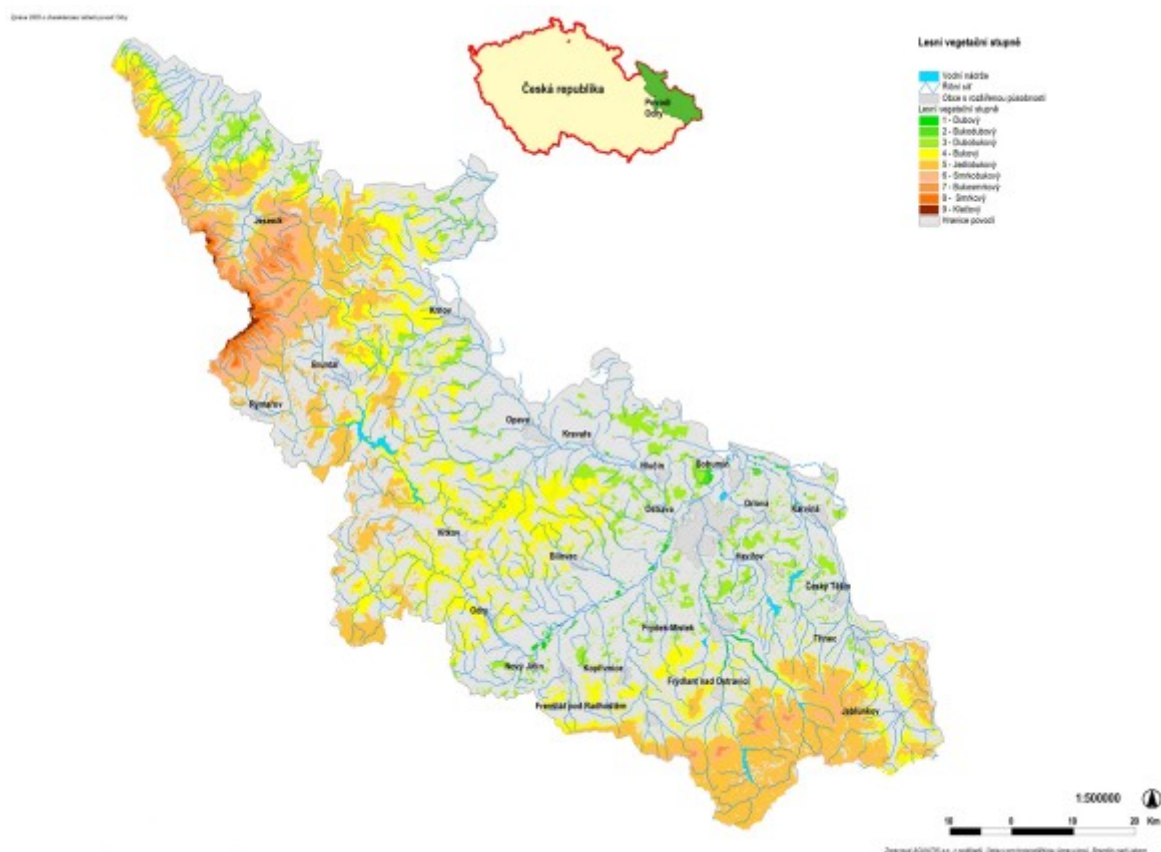 Česká republika
Povodí
Odry
Lesní vegetační stupně
Vodní nádrže
Říční síť
Obce s rozšířenou působností
Lesní vegetační stupně
1 - Dubový
2 - Bukodubový
3 - Dubobukový
4 - Bukový
5 - Jedlobukový
6 - Smrkobukový
7 - Bukosmrkový
8 - Smrkový
9 - Klečový
Hranice povodí
Jeseník
Krnov
Bruntál
Rýmařov
Opava
Kravaře
Hlučín
Bohumín
Ostrava
Orlová
Karviná
Vítkov
Bílovec
Havířov
Český Těšín
Odry
Frýdek-Místek
Třinec
Nový Jičín
Kopřivnice
Frýdlant nad Ostravicí
Frenštát pod Radhoštěm
Jablunkov
1:500000
10 0 10 20 Km